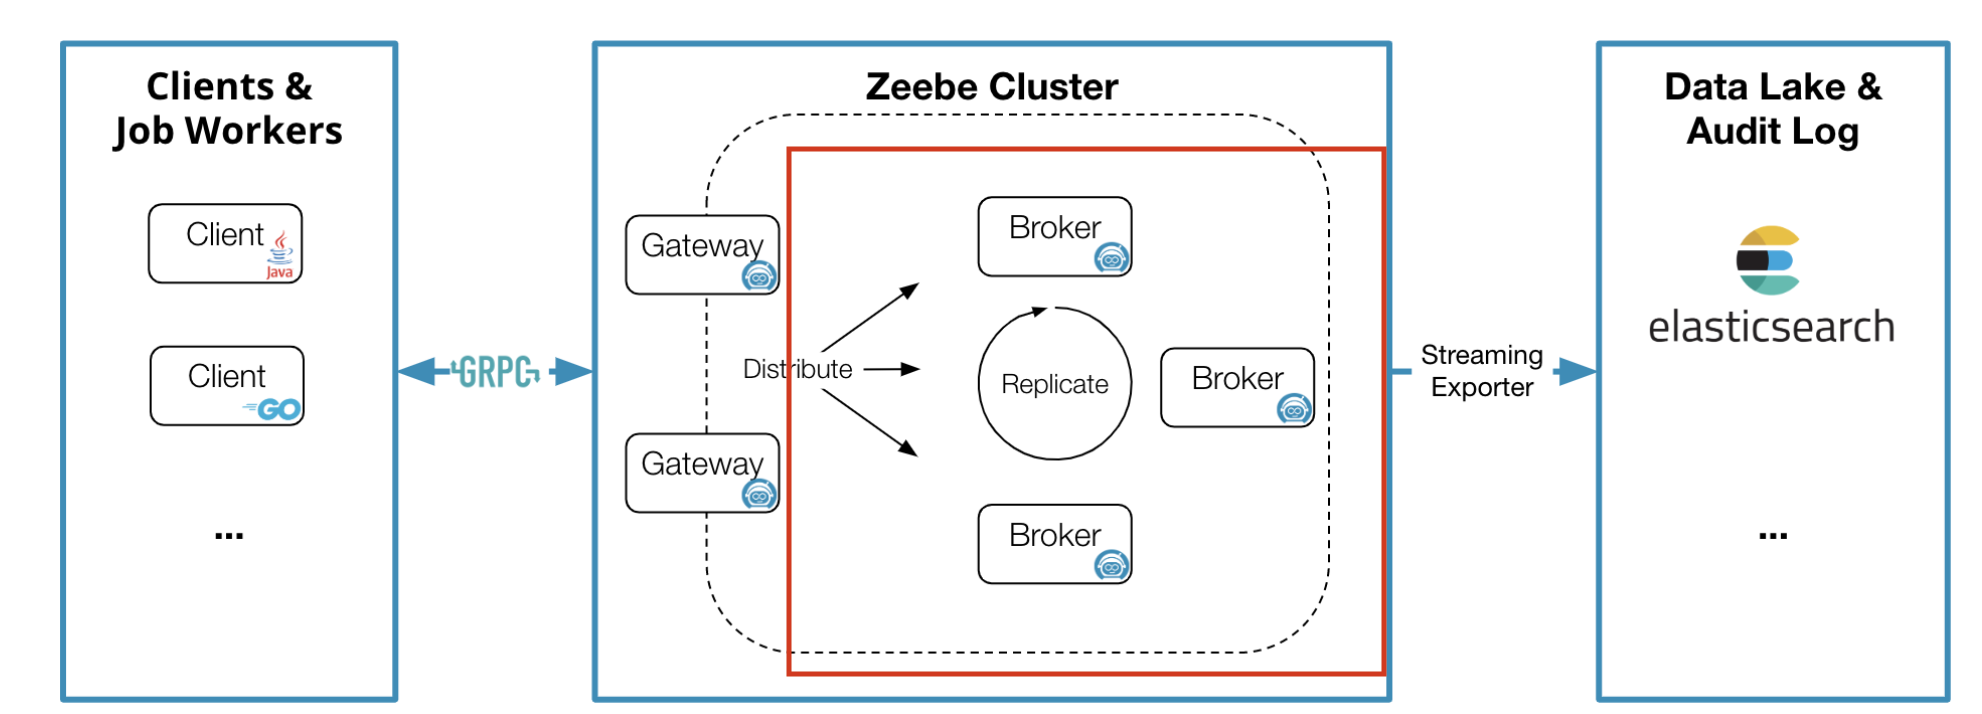 Clients &
Job Workers
Client
Java
Client
GO
...
GRPC
Zeebe Cluster
Gateway
Gateway
Distribute
Broker
Replicate
Broker
Broker
Streaming
Exporter
Data Lake &
Audit Log
elasticsearch
...